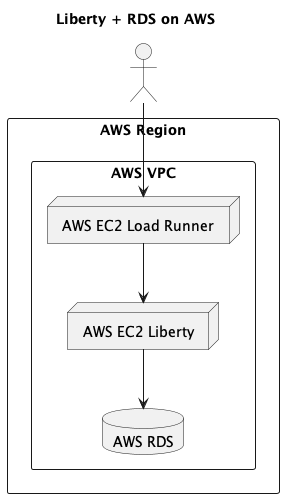 Liberty + RDS on AWS
AWS Region
AWS VPC
AWS EC2 Load Runner
AWS EC2 Liberty
AWS RDS